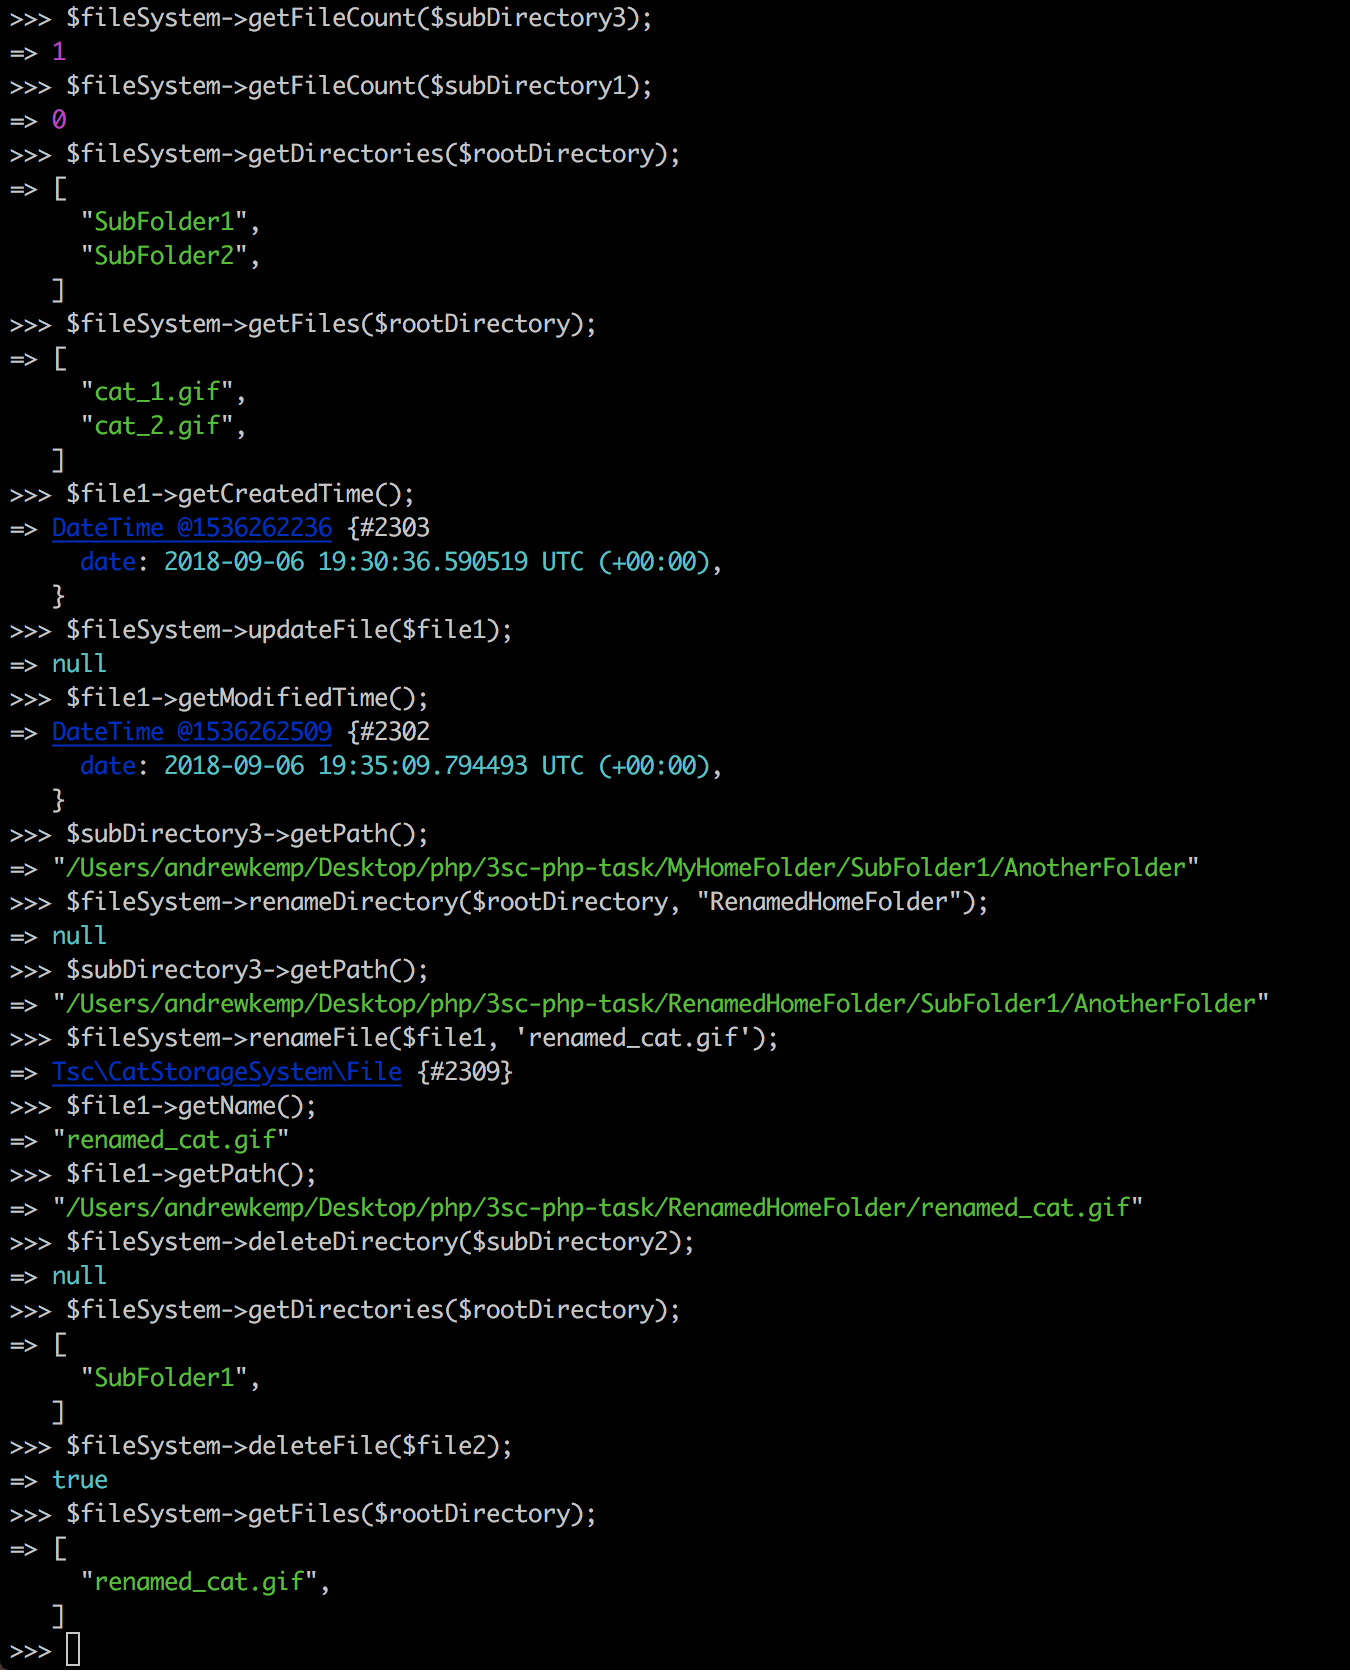 >>> $fileSystem->getFileCount($subDirectory3);
=> 1
>>> $fileSystem->getFileCount($subDirectory1);
=> 0
>>> $fileSystem->getDirectories($rootDirectory);
=> [
     "SubFolder1",
     "SubFolder2",
   ]
>>> $fileSystem->getFiles($rootDirectory);
=> [
     "cat_1.gif",
     "cat_2.gif",
   ]
>>> $file1->getCreatedTime();
=> DateTime @1536262236 {#2303
     date: 2018-09-06 19:30:36.590519 UTC (+00:00),
   }
>>> $fileSystem->updateFile($file1);
=> null
>>> $file1->getModifiedTime();
=> DateTime @1536262509 {#2302
     date: 2018-09-06 19:35:09.794493 UTC (+00:00),
   }
>>> $subDirectory3->getPath();
=> "/Users/andrewkemp/Desktop/php/3sc-php-task/MyHomeFolder/SubFolder1/AnotherFolder"
>>> $fileSystem->renameDirectory($rootDirectory, "RenamedHomeFolder");
=> null
>>> $subDirectory3->getPath();
=> "/Users/andrewkemp/Desktop/php/3sc-php-task/RenamedHomeFolder/SubFolder1/AnotherFolder"
>>> $fileSystem->renameFile($file1, 'renamed_cat.gif');
=> Tsc\CatStorageSystem\File {#2309}
>>> $file1->getName();
=> "renamed_cat.gif"
>>> $file1->getPath();
=> "/Users/andrewkemp/Desktop/php/3sc-php-task/RenamedHomeFolder/renamed_cat.gif"
>>> $fileSystem->deleteDirectory($subDirectory2);
=> null
>>> $fileSystem->getDirectories($rootDirectory);
=> [
     "SubFolder1",
   ]
>>> $fileSystem->deleteFile($file2);
=> true
>>> $fileSystem->getFiles($rootDirectory);
=> [
     "renamed_cat.gif",
   ]
>>>